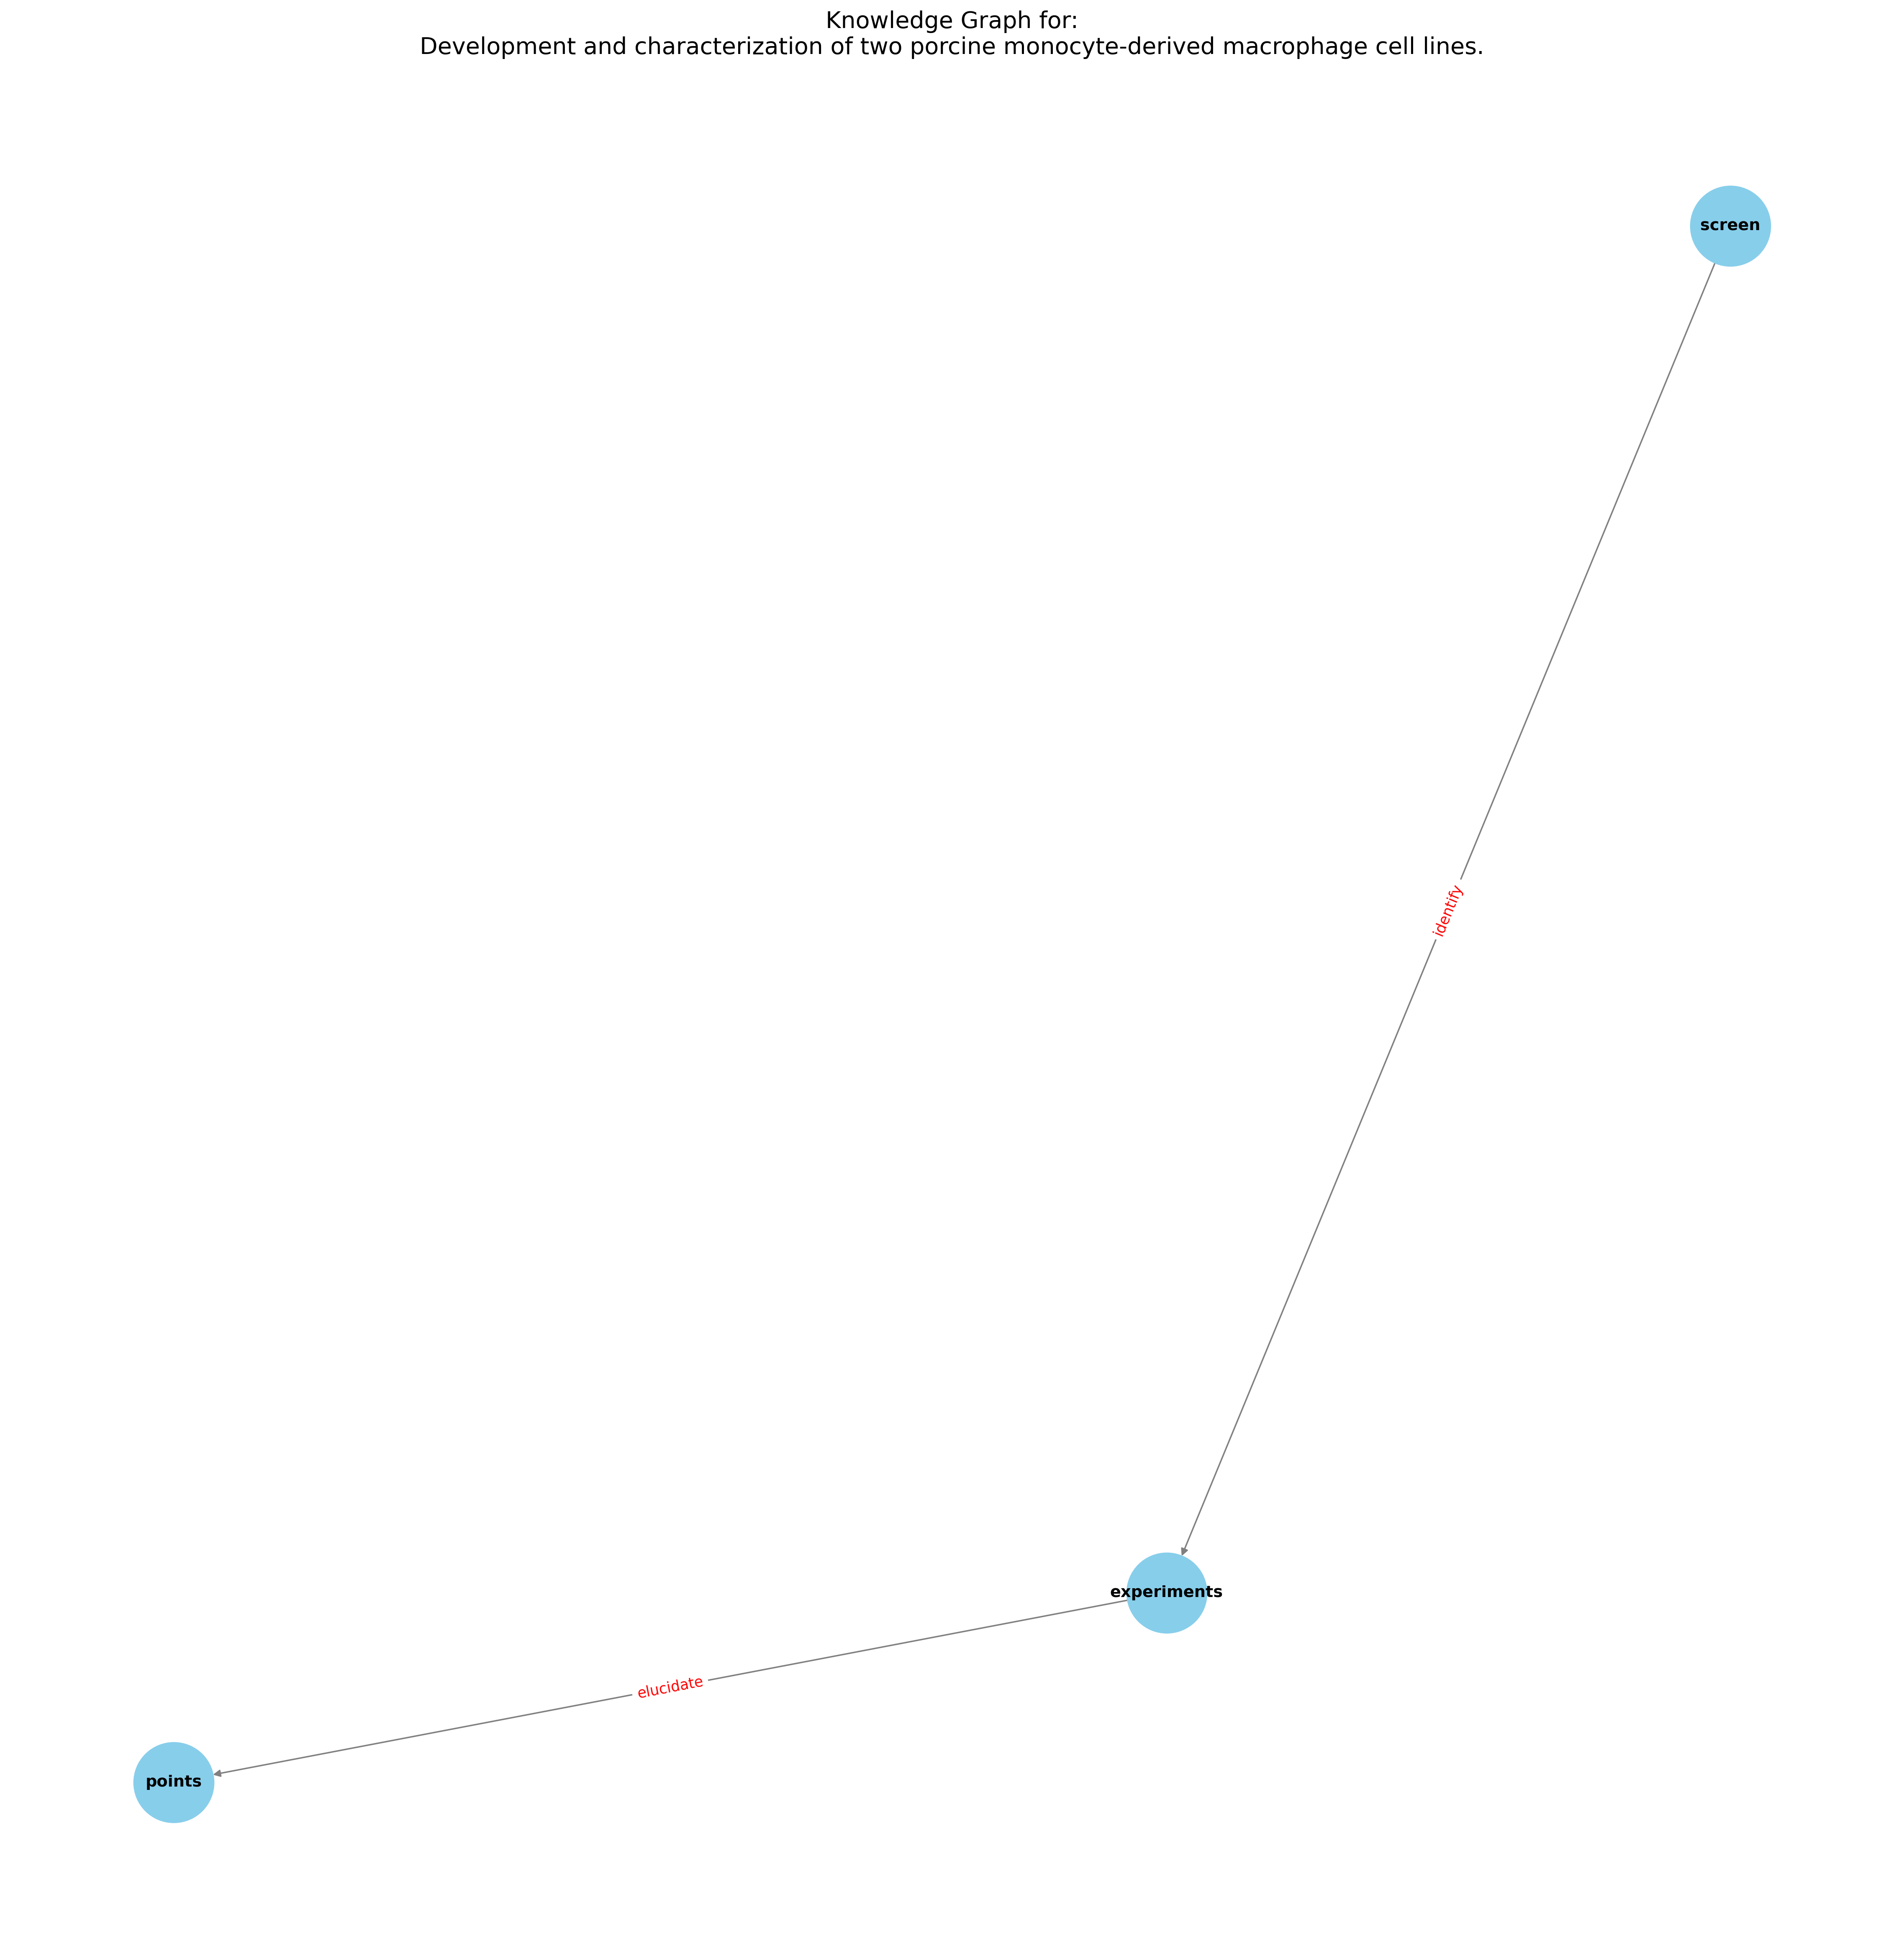 Knowledge Graph for:
Development and characterization of two porcine monocyte-derived macrophage cell lines.
screen
identify
experiments
elucidate
points